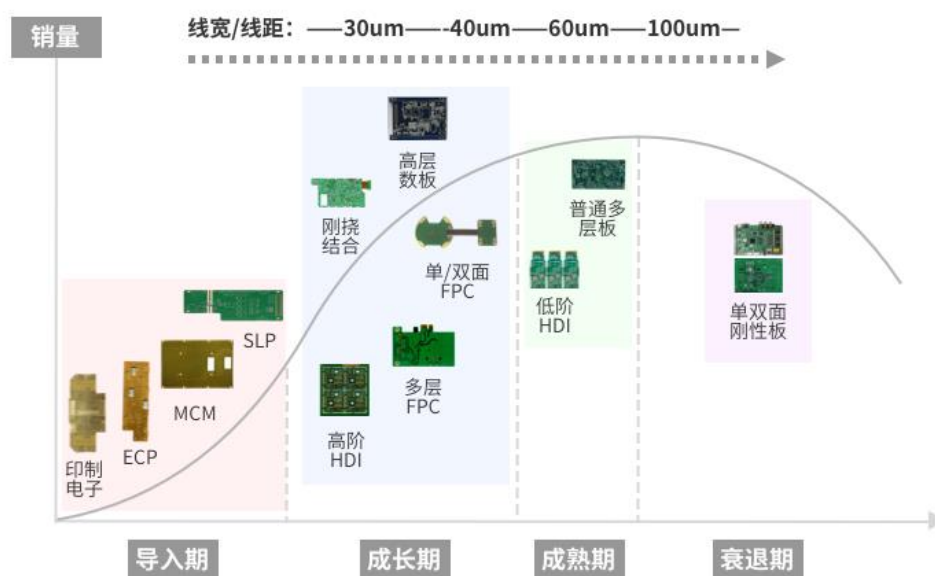 销量
线宽/线距：——30um——-40um——60um——100um—
高层
数板
刚挠
结合
单/双面
FPC
普通多
层板
低阶
HDI
单双面
刚性板
SLP
MCM
ECP
印制
电子
多层
FPC
高阶
HDI
导入期
成长期
成熟期
衰退期